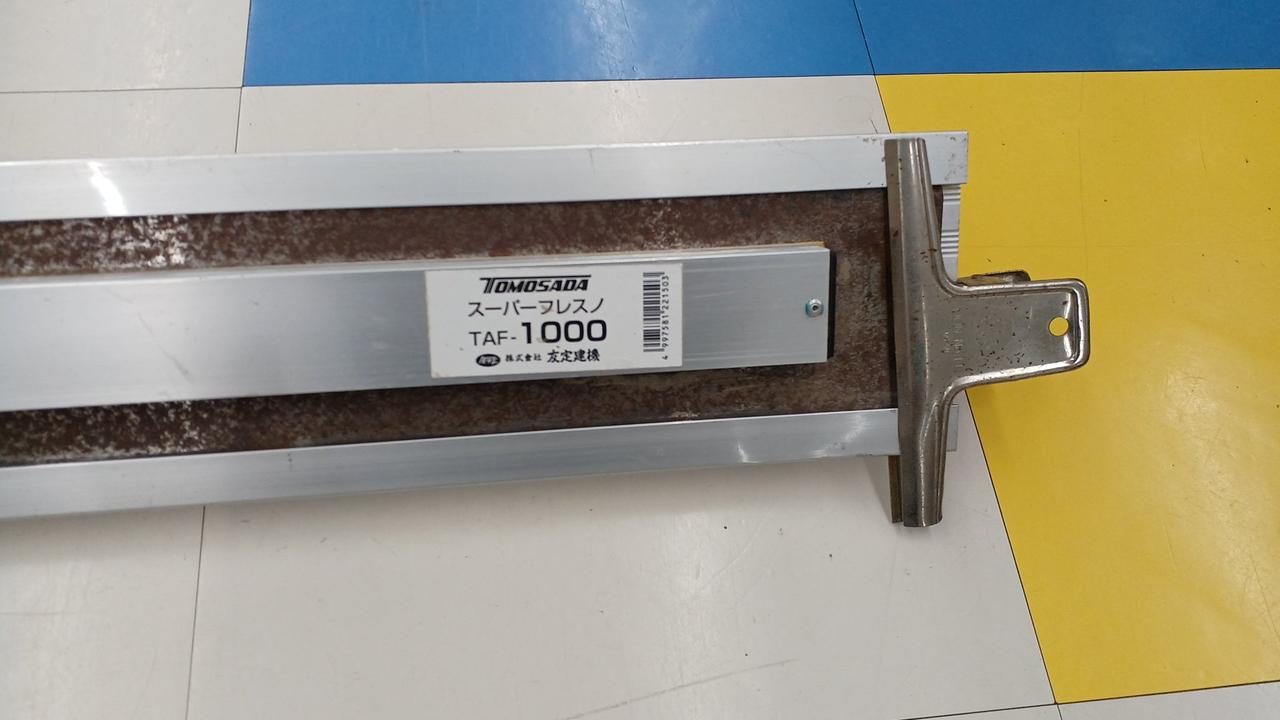 TOMOSADA
スーパーフレスノ
TAF-1000
株式会社 友定建機
4997581221503